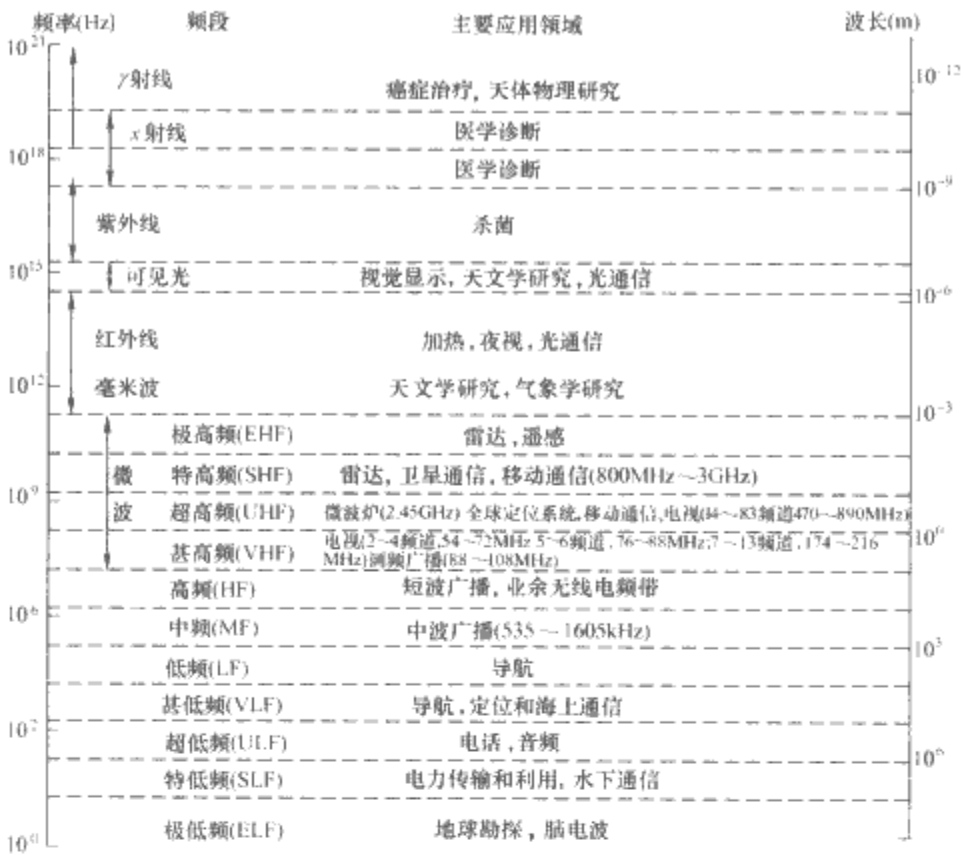 频率(Hz) 频段 主要应用领域 波长(m)
10²¹
γ射线 癌症治疗, 天体物理研究 10⁻¹²
x射线 医学诊断
10¹⁸
医学诊断
10⁻⁹
紫外线 杀菌
10¹⁵
可见光 视觉显示, 天文学研究, 光通信
10⁻⁶
红外线 加热, 夜视, 光通信
10¹² 毫米波 天文学研究, 气象学研究
10⁻³
极高频(EHF) 雷达, 遥感
微 特高频(SHF) 雷达, 卫星通信, 移动通信(800MHz~3GHz)
10⁹
波 超高频(UHF) 微波炉(2.45GHz) 全球定位系统, 移动通信, 电视(~83频道470~890MHz)
10⁰
甚高频(VHF) 电视(2~4频道,54~72MHz 5~6频道,76~88MHz,7~13频道,174~216
MHz)调频广播(88~108MHz)
高频(HF) 短波广播, 业余无线电频带
10⁶
中频(MF) 中波广播(535~1605kHz)
10³
低频(LF) 导航
甚低频(VLF) 导航, 定位和海上通信
超低频(ULF) 电话, 音频
10⁶
特低频(SLF) 电力传输和利用, 水下通信
极低频(ELF) 地球勘探, 脑电波